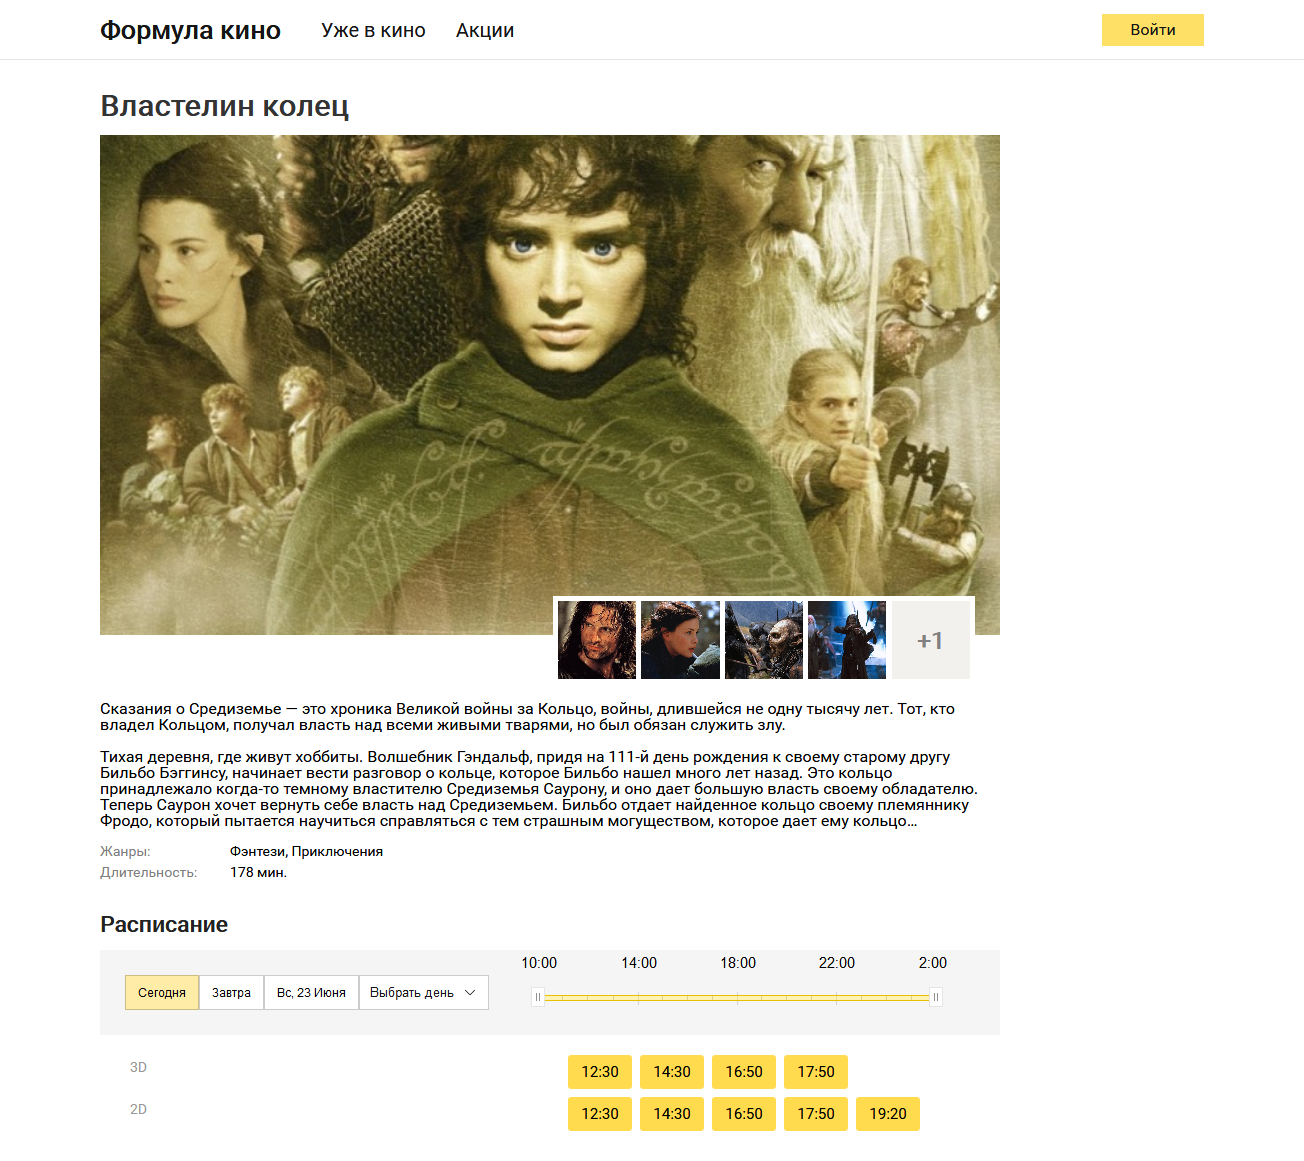 Формула кино Уже в кино Акции Войти
Властелин колец
+1
Сказания о Средиземье — это хроника Великой войны за Кольцо, войны, длившейся не одну тысячу лет. Тот, кто
владел Кольцом, получал власть над всеми живыми тварями, но был обязан служить злу.
Тихая деревня, где живут хоббиты. Волшебник Гэндальф, придя на 111-й день рождения к своему старому другу
Бильбо Бэггинсу, начинает вести разговор о кольце, которое Бильбо нашел много лет назад. Это кольцо
принадлежало когда-то темному властителю Средиземья Саурону, и оно дает большую власть своему обладателю.
Теперь Саурон хочет вернуть себе власть над Средиземьем. Бильбо отдает найденное кольцо своему племяннику
Фродо, который пытается научиться справляться с тем страшным могуществом, которое дает ему кольцо...
Жанры: Фэнтези, Приключения
Длительность: 178 мин.
Расписание
10:00 14:00 18:00 22:00 2:00
Сегодня Завтра Вс, 23 Июня Выбрать день
3D 12:30 14:30 16:50 17:50
2D 12:30 14:30 16:50 17:50 19:20